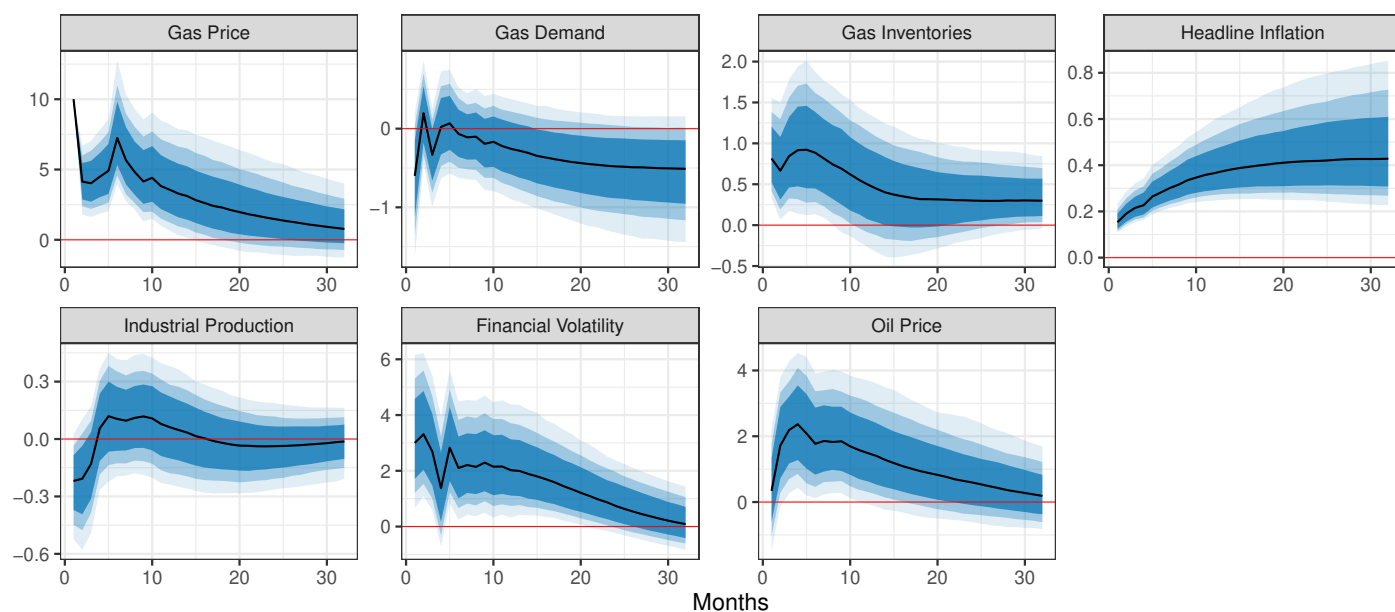 Gas Price
Gas Demand
Gas Inventories
Headline Inflation
10
5
0
0
−1
2.0
1.5
1.0
0.5
0.0
−0.5
0.8
0.6
0.4
0.2
0.0
0 10 20 30
0 10 20 30
0 10 20 30
0 10 20 30
Industrial Production
Financial Volatility
Oil Price
0.3
0.0
−0.3
−0.6
6
4
2
0
4
2
0
0 10 20 30
0 10 20 30
0 10 20 30
Months